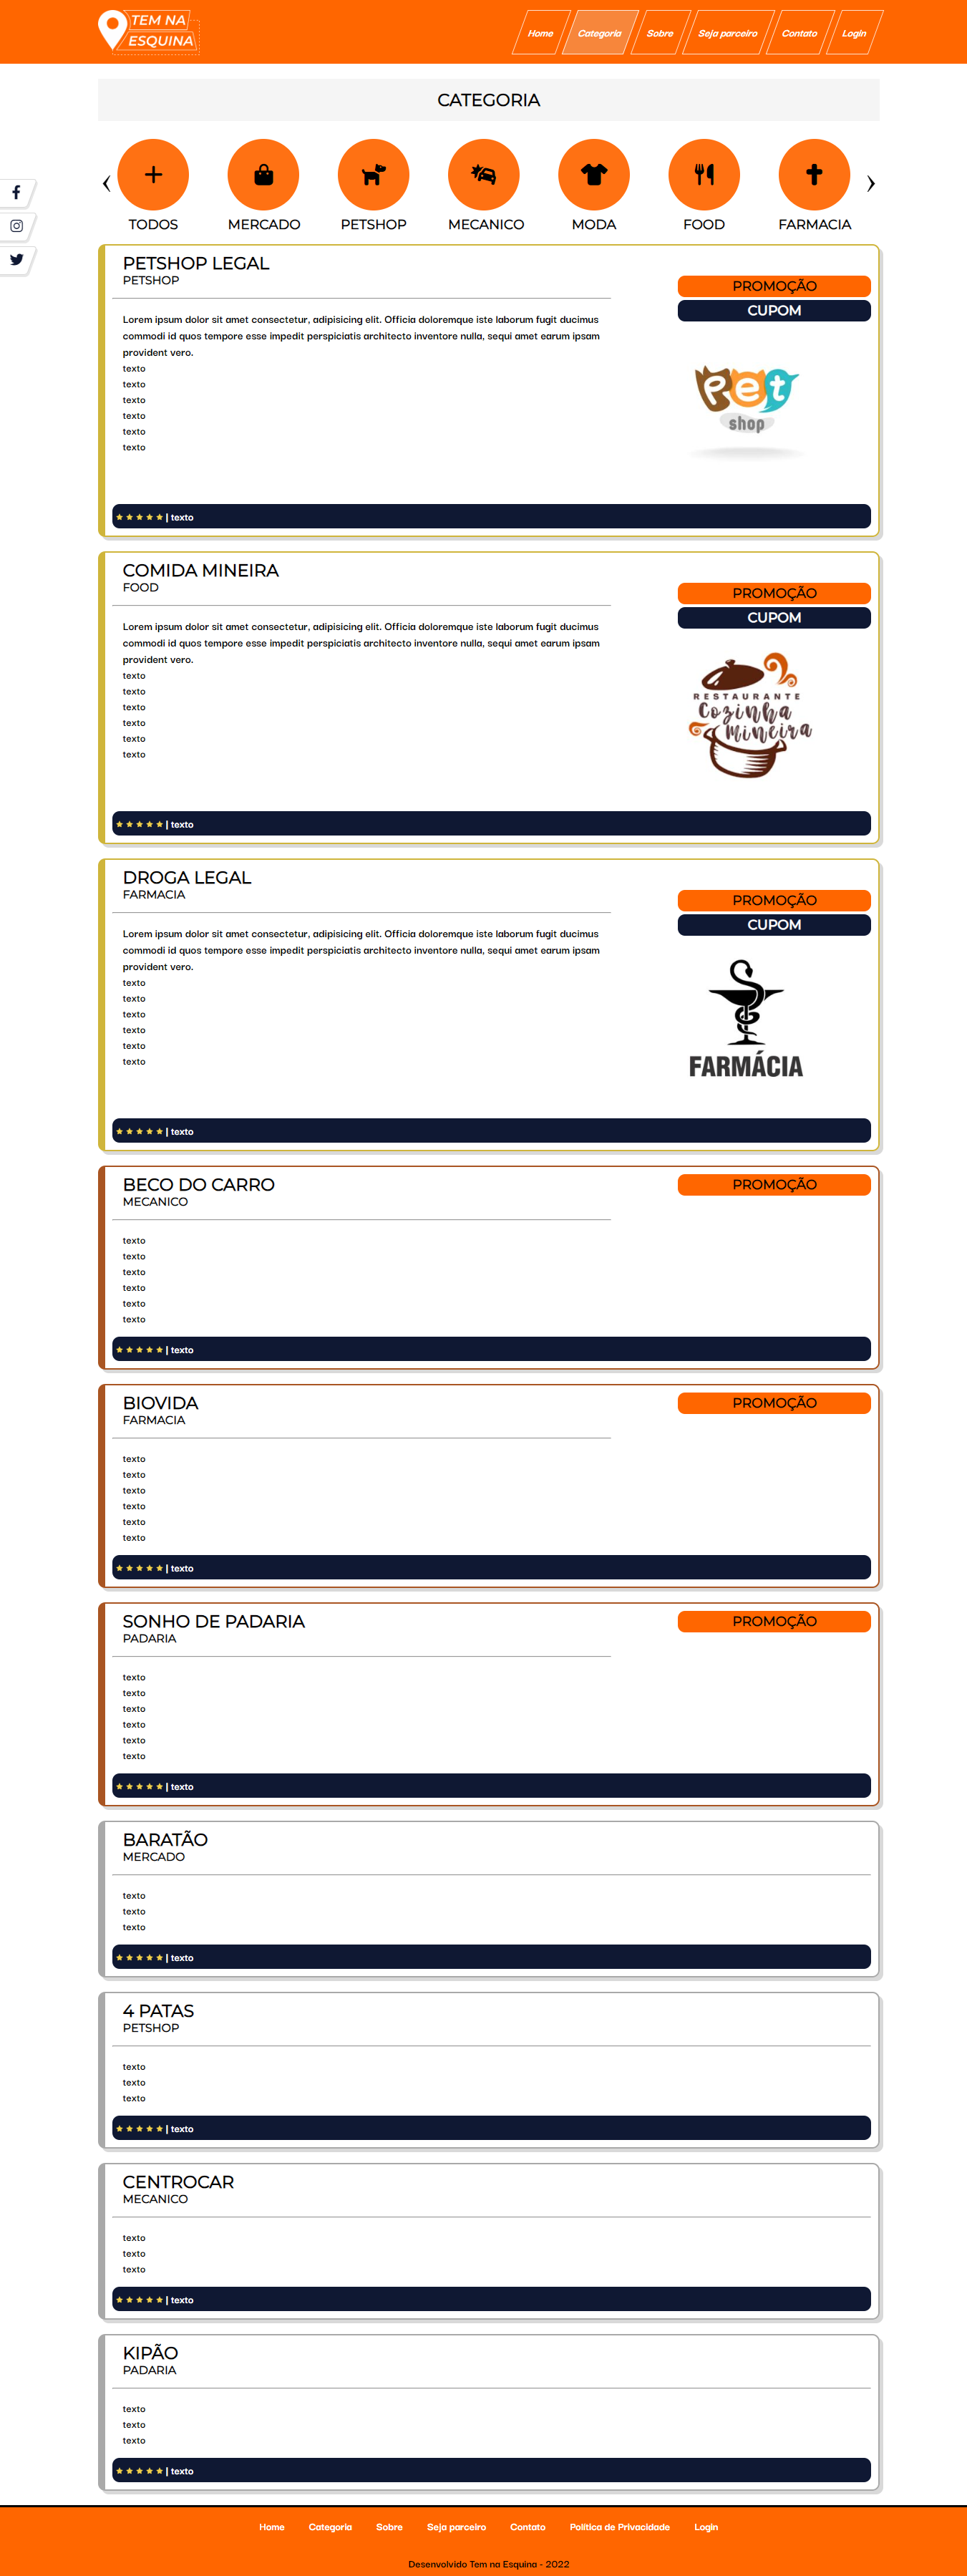 TEM NA
ESQUINA
Home Categoria Sobre Seja parceiro Contato Login
CATEGORIA
TODOS MERCADO PETSHOP MECANICO MODA FOOD FARMACIA
PETSHOP LEGAL
PETSHOP
PROMOÇÃO
CUPOM
Lorem ipsum dolor sit amet consectetur, adipisicing elit. Officia doloremque iste laborum fugit ducimus
commodi id quos tempore esse impedit perspiciatis architecto inventore nulla, sequi amet earum ipsam
provident vero.
texto
texto
texto
texto
texto
texto
Pet
shop
| texto
COMIDA MINEIRA
FOOD
PROMOÇÃO
CUPOM
Lorem ipsum dolor sit amet consectetur, adipisicing elit. Officia doloremque iste laborum fugit ducimus
commodi id quos tempore esse impedit perspiciatis architecto inventore nulla, sequi amet earum ipsam
provident vero.
texto
texto
texto
texto
texto
texto
RESTAURANTE
Cozinha
mineira
| texto
DROGA LEGAL
FARMACIA
PROMOÇÃO
CUPOM
Lorem ipsum dolor sit amet consectetur, adipisicing elit. Officia doloremque iste laborum fugit ducimus
commodi id quos tempore esse impedit perspiciatis architecto inventore nulla, sequi amet earum ipsam
provident vero.
texto
texto
texto
texto
texto
texto
FARMÁCIA
| texto
BECO DO CARRO
MECANICO
PROMOÇÃO
texto
texto
texto
texto
texto
texto
| texto
BIOVIDA
FARMACIA
PROMOÇÃO
texto
texto
texto
texto
texto
texto
| texto
SONHO DE PADARIA
PADARIA
PROMOÇÃO
texto
texto
texto
texto
texto
texto
| texto
BARATÃO
MERCADO
texto
texto
texto
| texto
4 PATAS
PETSHOP
texto
texto
texto
| texto
CENTROCAR
MECANICO
texto
texto
texto
| texto
KIPÃO
PADARIA
texto
texto
texto
| texto
Home Categoria Sobre Seja parceiro Contato Política de Privacidade Login
Desenvolvido Tem na Esquina - 2022